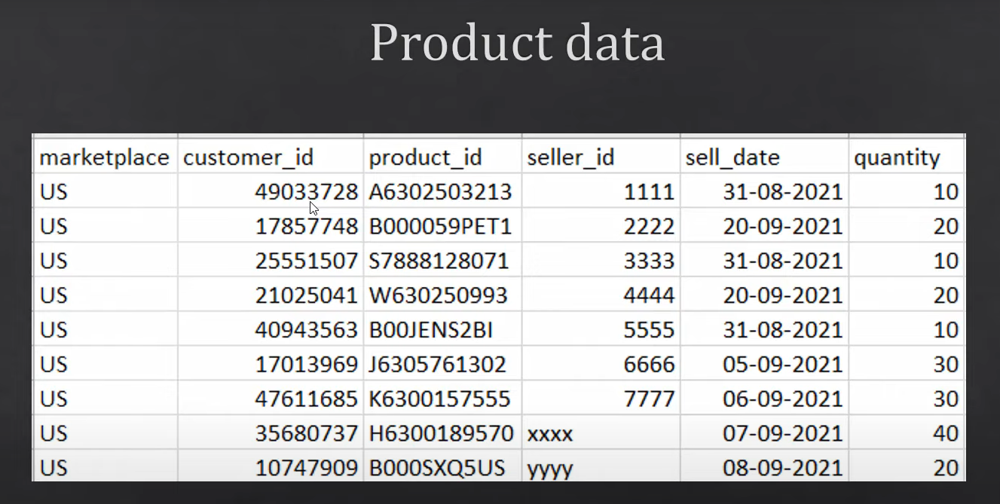 Product data
marketplace customer_id product_id seller_id sell_date quantity
US 49033728 A6302503213 1111 31-08-2021 10
US 17857748 B000059PET1 2222 20-09-2021 20
US 25551507 S7888128071 3333 31-08-2021 10
US 21025041 W630250993 4444 20-09-2021 20
US 40943563 B00JENS2BI 5555 31-08-2021 10
US 17013969 J6305761302 6666 05-09-2021 30
US 47611685 K6300157555 7777 06-09-2021 30
US 35680737 H6300189570 xxxx 07-09-2021 40
US 10747909 B000SXQ5US yyyy 08-09-2021 20